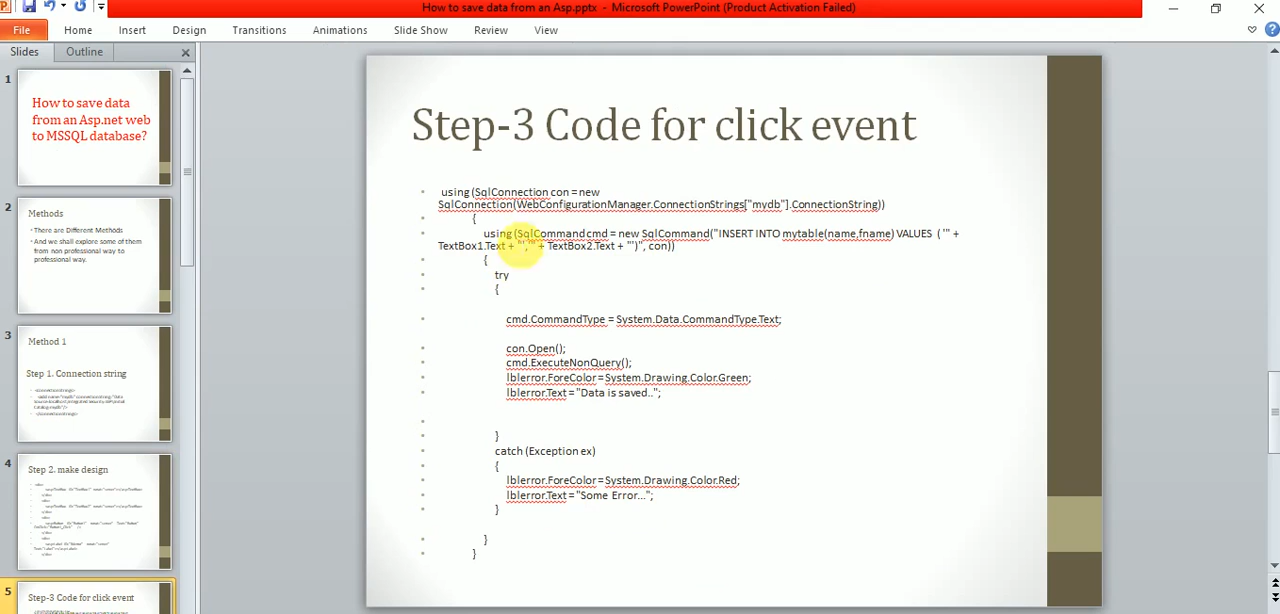 How to save data from an Asp.pptx - Microsoft PowerPoint (Product Activation Failed)
File Home Insert Design Transitions Animations Slide Show Review View
Slides Outline
1
How to save data
from an Asp.net web
to MSSQL database?
2
Methods
There are Different Methods
And we shall explore some of them
from non professional way to
professional way.
3
Method 1
Step 1. Connection string
4
Step 2. make design
5
Step-3 Code for click event
Step-3 Code for click event
using (SqlConnection con = new
SqlConnection(WebConfigurationManager.ConnectionStrings["mydb"].ConnectionString))
{
using (SqlCommand cmd = new SqlCommand("INSERT INTO mytable(name,fname) VALUES ( '" +
TextBox1.Text + "','" + TextBox2.Text + "')", con))
{
try
{
cmd.CommandType = System.Data.CommandType.Text;
con.Open();
cmd.ExecuteNonQuery();
lblerror.ForeColor = System.Drawing.Color.Green;
lblerror.Text = "Data is saved..";
}
catch (Exception ex)
{
lblerror.ForeColor = System.Drawing.Color.Red;
lblerror.Text = "Some Error...";
}
}
}